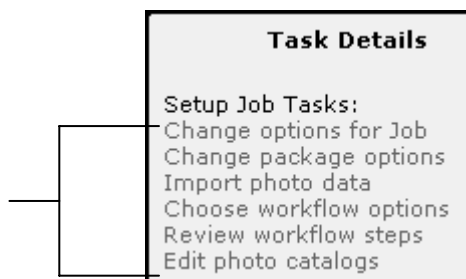 Task Details
Setup Job Tasks:
Change options for Job
Change package options
Import photo data
Choose workflow options
Review workflow steps
Edit photo catalogs